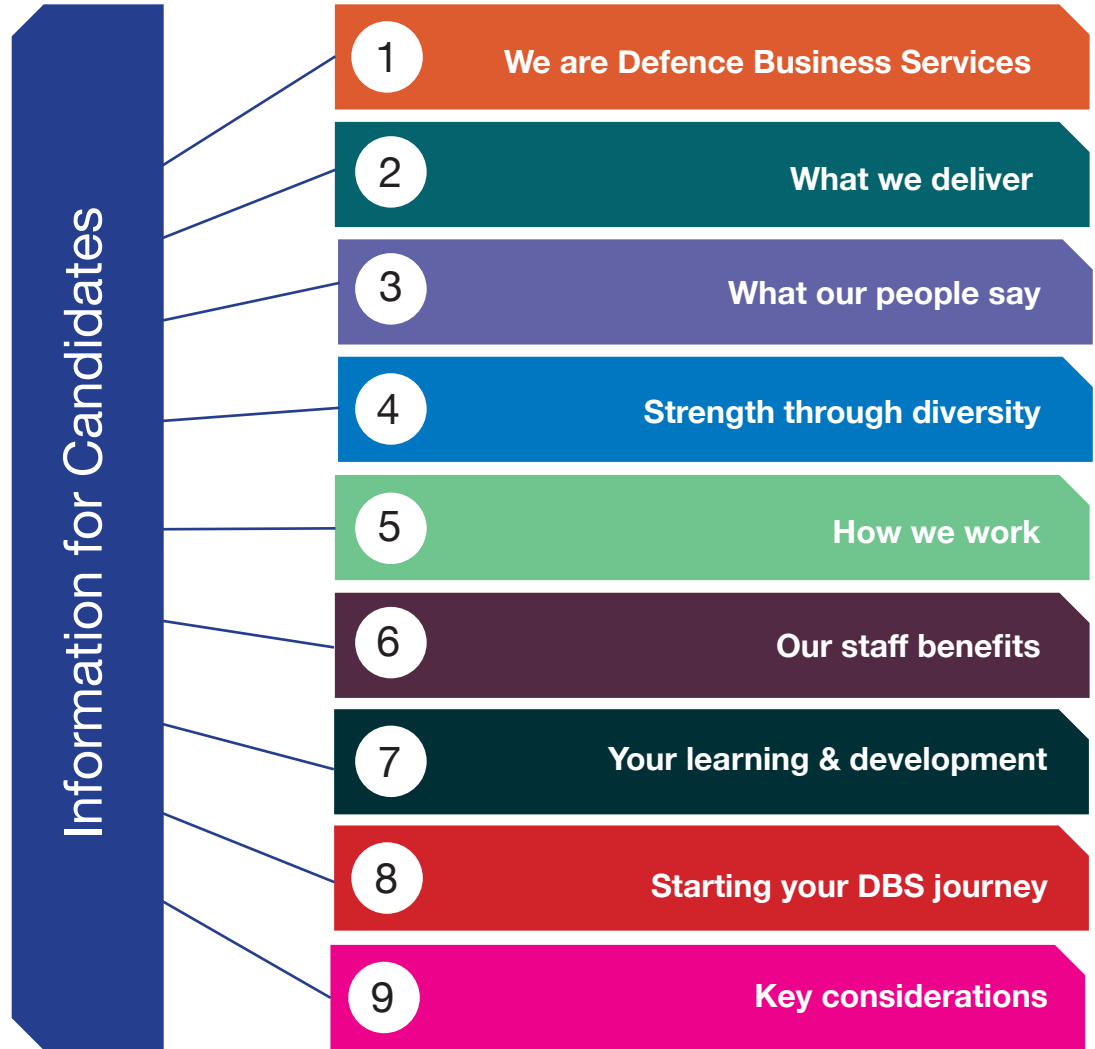 Information for Candidates
1
We are Defence Business Services
2
What we deliver
3
What our people say
4
Strength through diversity
5
How we work
6
Our staff benefits
7
Your learning & development
8
Starting your DBS journey
9
Key considerations